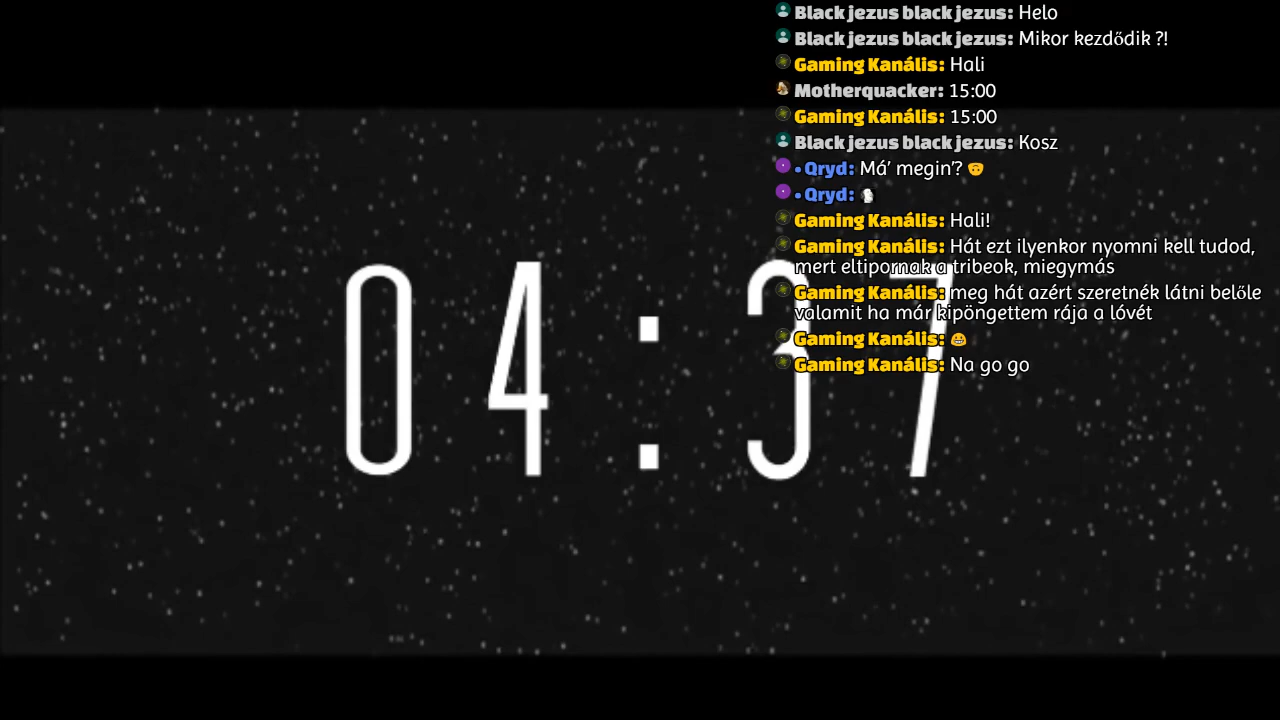 Black jezus black jezus: Helo
Black jezus black jezus: Mikor kezdődik ?!
Gaming Kanális: Hali
Motherquacker: 15:00
Gaming Kanális: 15:00
Black jezus black jezus: Kosz
• Qryd: Má’ megin’? 🙃
• Qryd:
Gaming Kanális: Hali!
Gaming Kanális: Hát ezt ilyenkor nyomni kell tudod,
mert eltipornak a tribeok, miegymás
Gaming Kanális: meg hát azért szeretnék látni belőle
valamit ha már kipöngettem rája a lóvét
Gaming Kanális: 😁
Gaming Kanális: Na go go
04:37